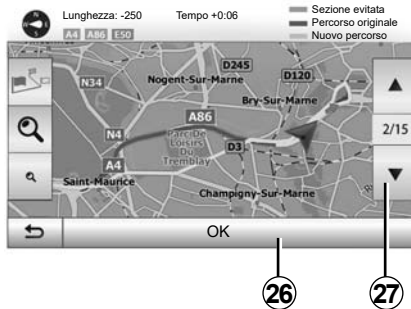 Lunghezza: -250 Tempo +0:06
A4 A86 E50
Sezione evitata
Percorso originale
Nuovo percorso
D245
D120
N34
Nogent-Sur-Marne
Bry-Sur-Marne
A86
2/15
N4
Parc De
Loisirs
Du
Tremblay
D3
A4
Saint-Maurice
Champigny-Sur-Marne
OK
26 27